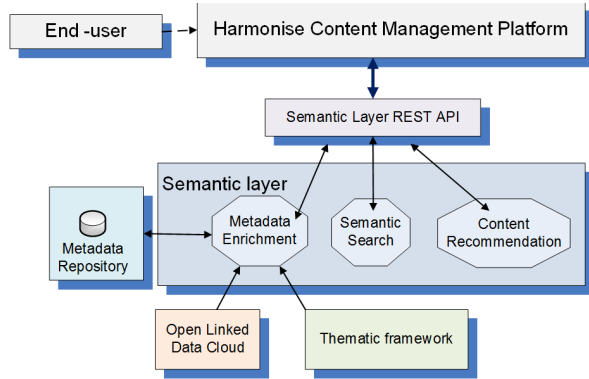 End -user
Harmonise Content Management Platform
Semantic Layer REST API
Semantic layer
Metadata
Enrichment
Semantic
Search
Content
Recommendation
Metadata
Repository
Open Linked
Data Cloud
Thematic framework